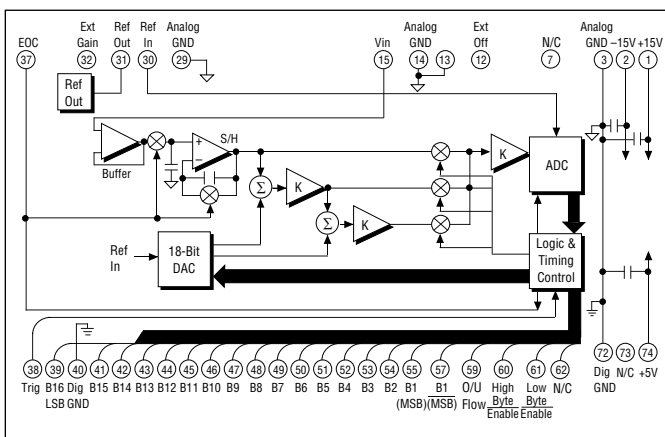 Ext Ref Ref Analog Analog Ext Analog
EOC Gain Out In GND Vin GND Off N/C GND –15V +15V
37 32 31 30 29 15 14 13 12 7 3 2 1
Ref
Out
S/H
+
–
Buffer
K
ADC
Σ
K
Σ
K
Ref
In
18-Bit
DAC
Logic &
Timing
Control
38 39 40 41 42 43 44 45 46 47 48 49 50 51 52 53 54 55 57 59 60 61 62 72 73 74
Trig B16 Dig B15 B14 B13 B12 B11 B10 B9 B8 B7 B6 B5 B4 B3 B2 B1 B1 O/U High Low N/C Dig N/C +5V
LSB GND (MSB) (MSB) Flow Byte Byte GND
Enable Enable